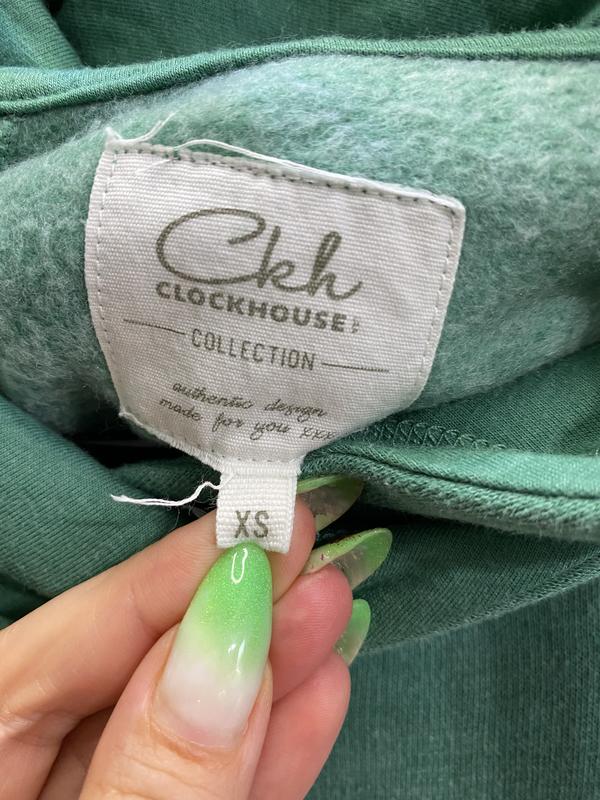 Ckh
CLOCKHOUSE
COLLECTION
authentic design
made for you xxx
XS